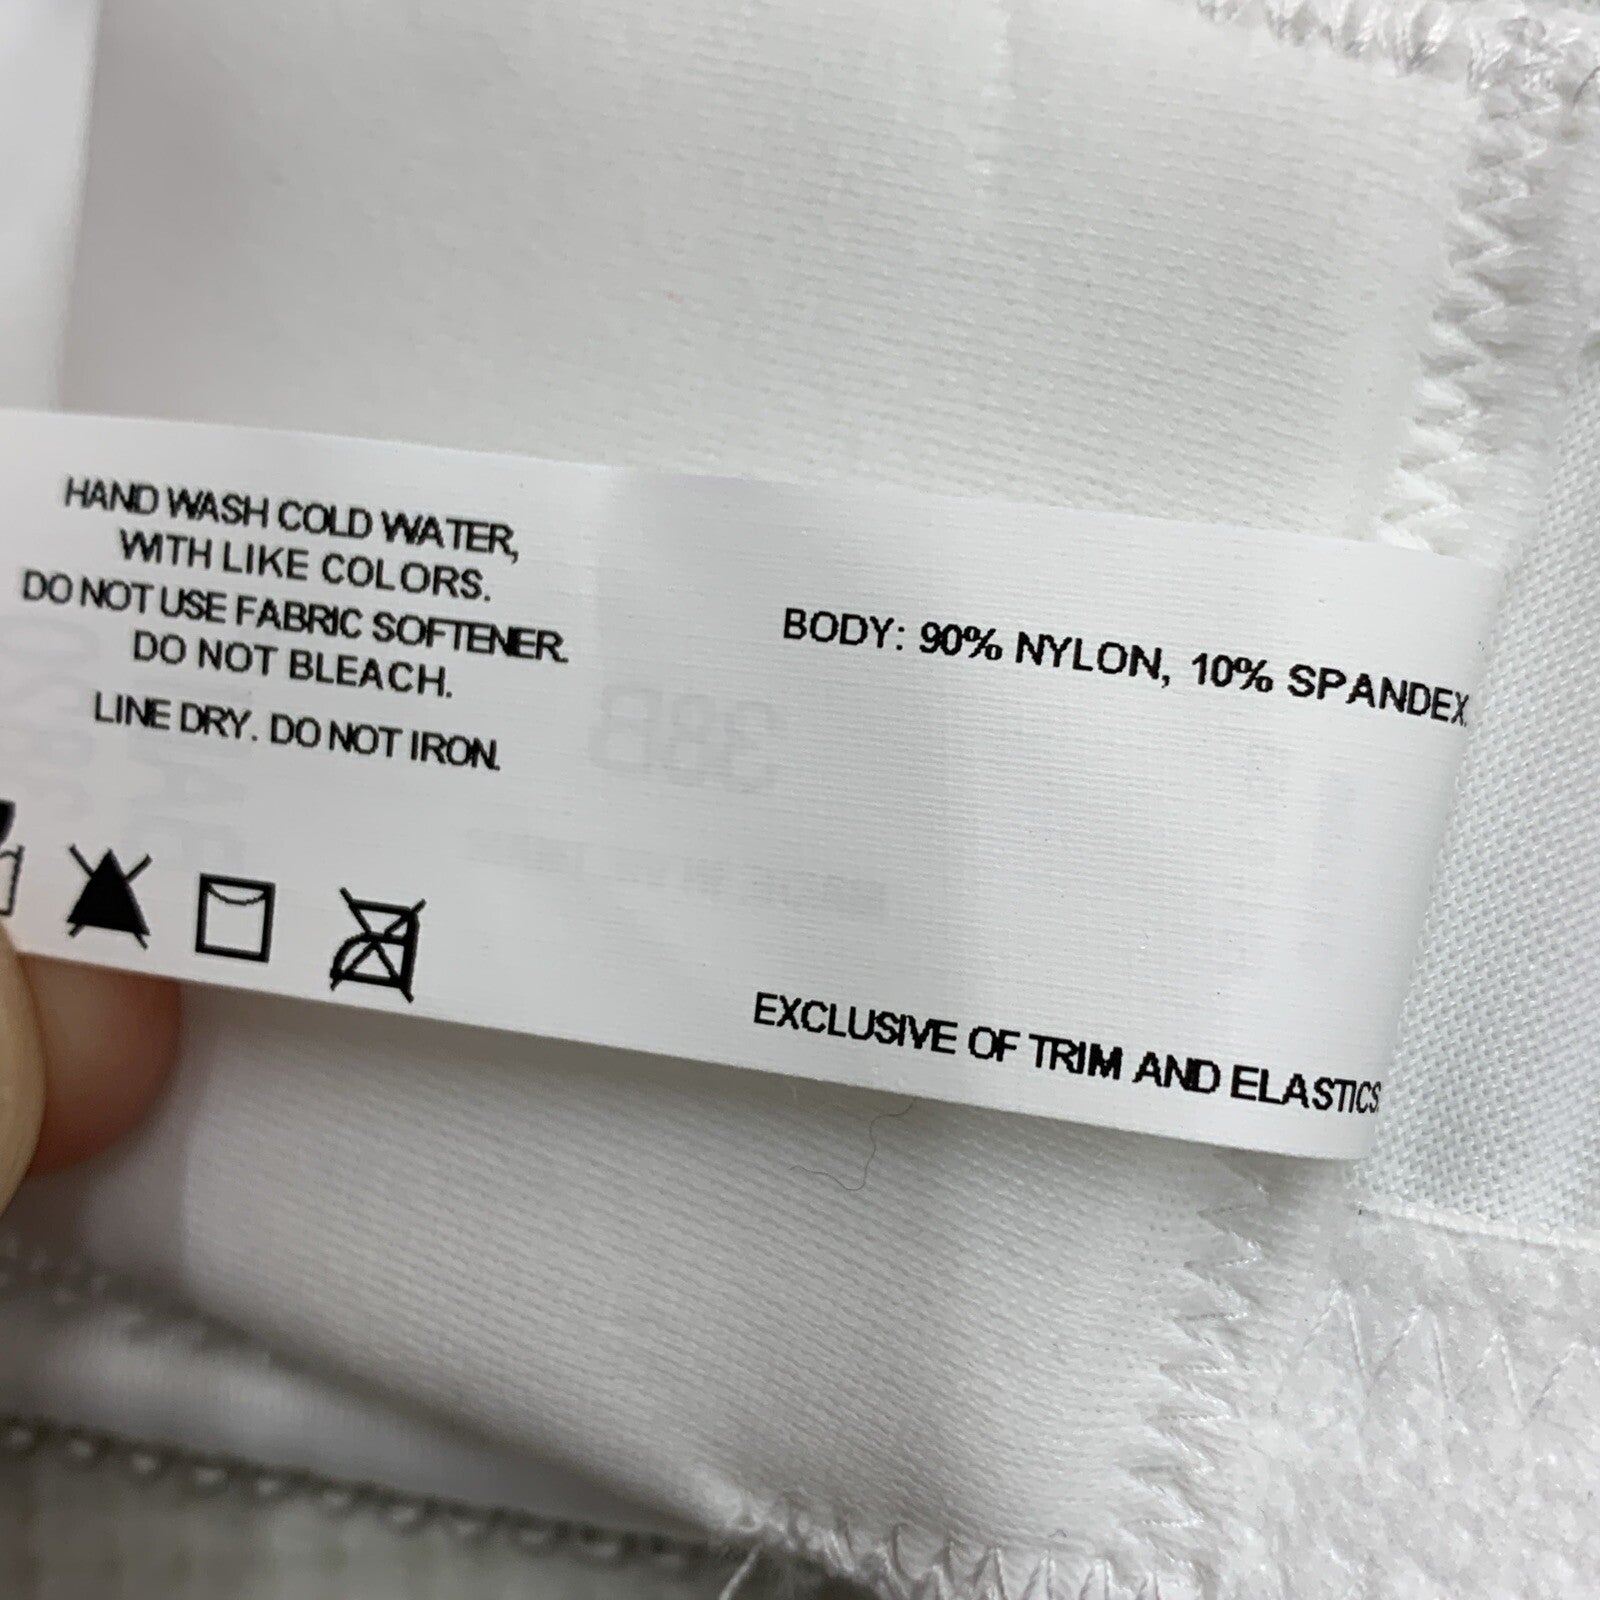 HAND WASH COLD WATER,
WITH LIKE COLORS.
DO NOT USE FABRIC SOFTENER.
DO NOT BLEACH.
LINE DRY. DO NOT IRON.
BODY: 90% NYLON, 10% SPANDEX.
EXCLUSIVE OF TRIM AND ELASTICS.
38B